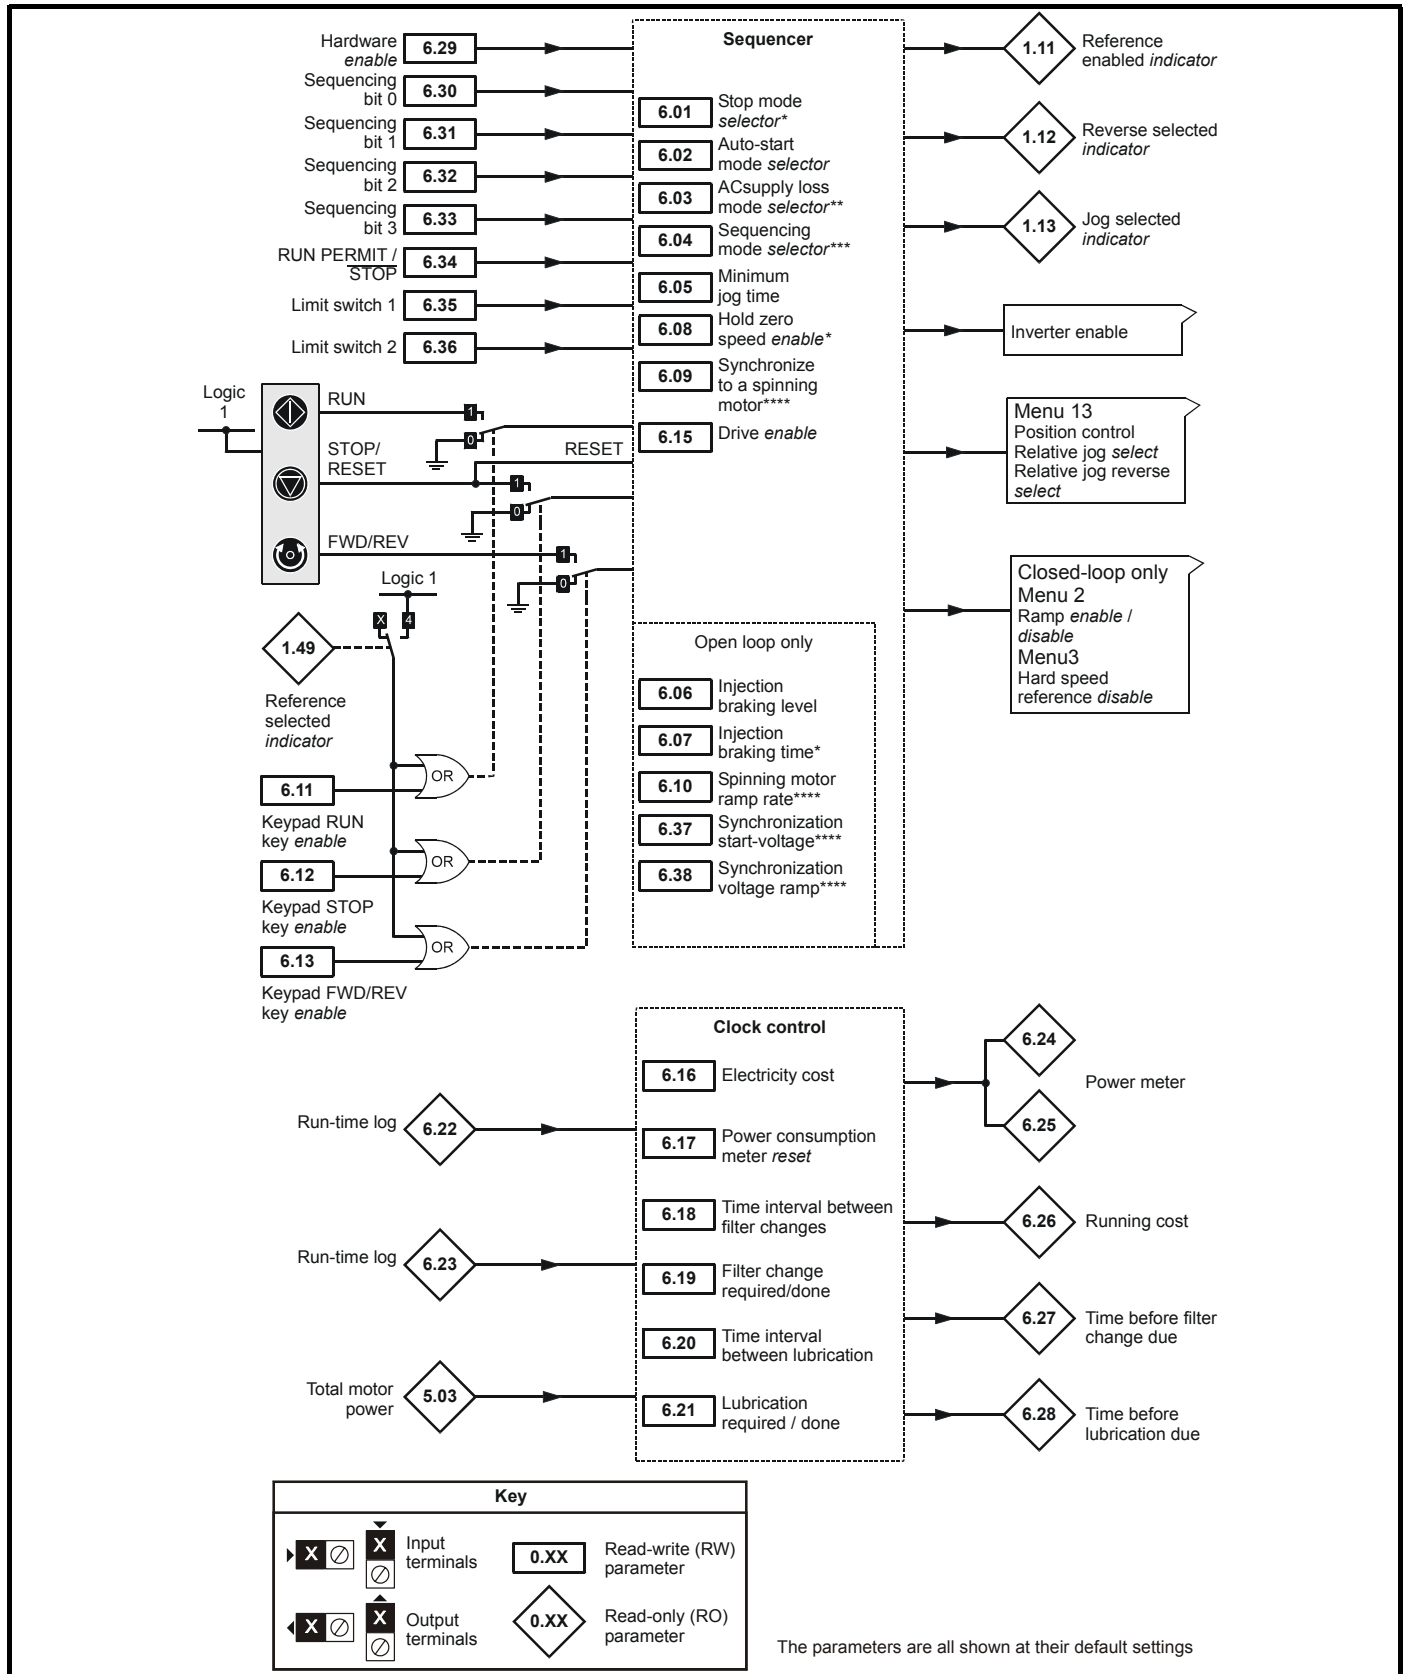 Hardware
enable
6.29
Sequencing
bit 0
6.30
Sequencing
bit 1
6.31
Sequencing
bit 2
6.32
Sequencing
bit 3
6.33
RUN PERMIT /
STOP
6.34
Limit switch 1
6.35
Limit switch 2
6.36
Logic
1
RUN
STOP/
RESET
FWD/REV
1
0
RESET
1
0
1
0
Logic 1
X
4
1.49
Reference
selected
indicator
6.11
OR
Keypad RUN
key enable
6.12
OR
Keypad STOP
key enable
6.13
OR
Keypad FWD/REV
key enable
Sequencer
6.01
Stop mode
selector*
6.02
Auto-start
mode selector
6.03
ACsupply loss
mode selector**
6.04
Sequencing
mode selector***
6.05
Minimum
jog time
6.08
Hold zero
speed enable*
6.09
Synchronize
to a spinning
motor****
6.15
Drive enable
Open loop only
6.06
Injection
braking level
6.07
Injection
braking time*
6.10
Spinning motor
ramp rate****
6.37
Synchronization
start-voltage****
6.38
Synchronization
voltage ramp****
1.11
Reference
enabled indicator
1.12
Reverse selected
indicator
1.13
Jog selected
indicator
Inverter enable
Menu 13
Position control
Relative jog select
Relative jog reverse
select
Closed-loop only
Menu 2
Ramp enable /
disable
Menu3
Hard speed
reference disable
Run-time log
6.22
Run-time log
6.23
Total motor
power
5.03
Clock control
6.16
Electricity cost
6.17
Power consumption
meter reset
6.18
Time interval between
filter changes
6.19
Filter change
required/done
6.20
Time interval
between lubrication
6.21
Lubrication
required / done
6.24
Power meter
6.25
6.26
Running cost
6.27
Time before filter
change due
6.28
Time before
lubrication due
Key
X
X
Input
terminals
0.XX
Read-write (RW)
parameter
X
X
Output
terminals
0.XX
Read-only (RO)
parameter
The parameters are all shown at their default settings